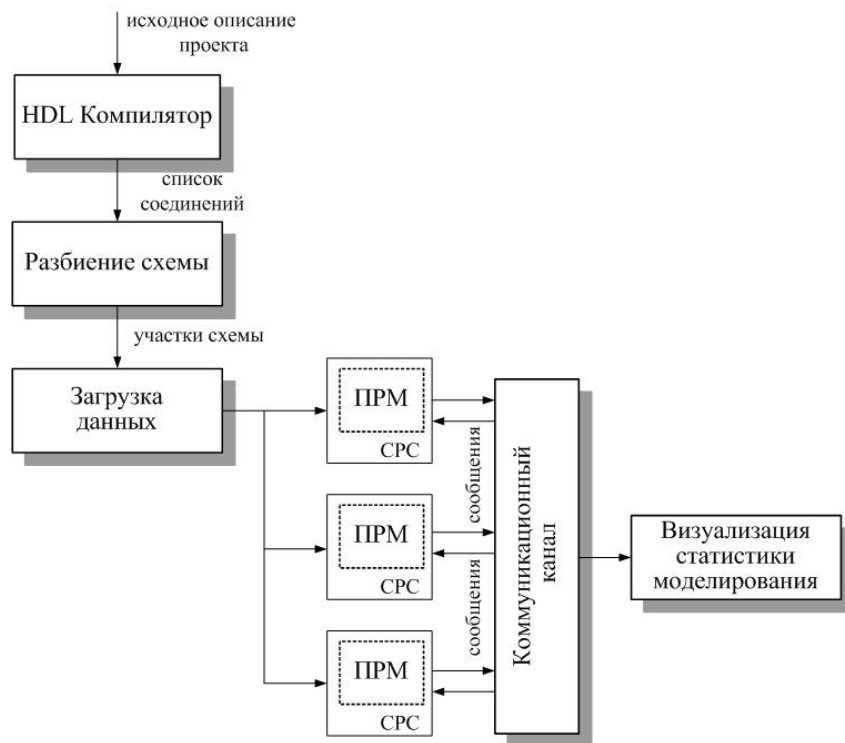 исходное описание
проекта
HDL Компилятор
список
соединений
Разбиение схемы
участки схемы
Загрузка
данных
ПРМ
СРС
сообщения
ПРМ
СРС
сообщения
ПРМ
СРС
Коммуникационный
канал
Визуализация
статистики
моделирования